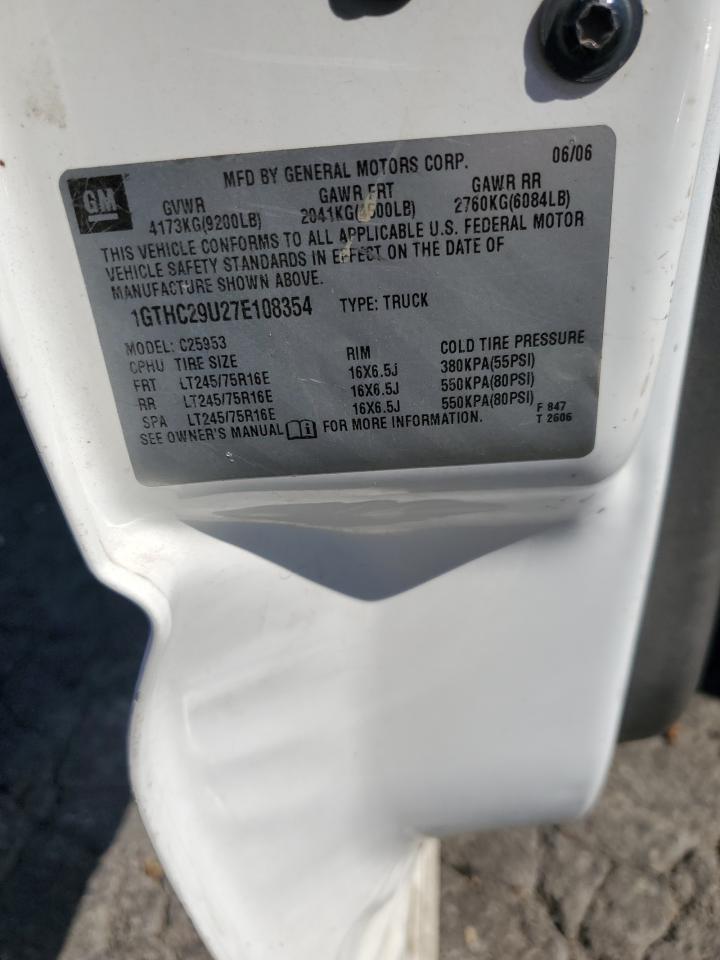 GM
MFD BY GENERAL MOTORS CORP. 06/06
GVWR GAWR FRT GAWR RR
4173KG(9200LB) 2041KG(4500LB) 2760KG(6084LB)
THIS VEHICLE CONFORMS TO ALL APPLICABLE U.S. FEDERAL MOTOR
VEHICLE SAFETY STANDARDS IN EFFECT ON THE DATE OF
MANUFACTURE SHOWN ABOVE.
1GTHC29U27E108354 TYPE: TRUCK
MODEL: C25953
CPHU TIRE SIZE RIM COLD TIRE PRESSURE
FRT LT245/75R16E 16X6.5J 380KPA(55PSI)
RR LT245/75R16E 16X6.5J 550KPA(80PSI)
SPA LT245/75R16E 16X6.5J 550KPA(80PSI)
SEE OWNER'S MANUAL FOR MORE INFORMATION.
F 847
T 2606